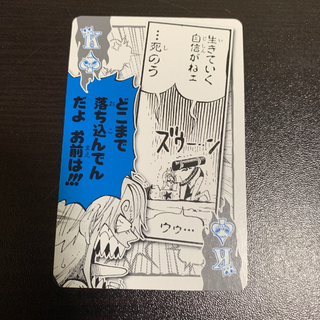 K
生きていく
自信がねェ
…死のう
ズゥーーン
ウゥ…
どこまで
落ち込んでん
だよ お前は!!!
K